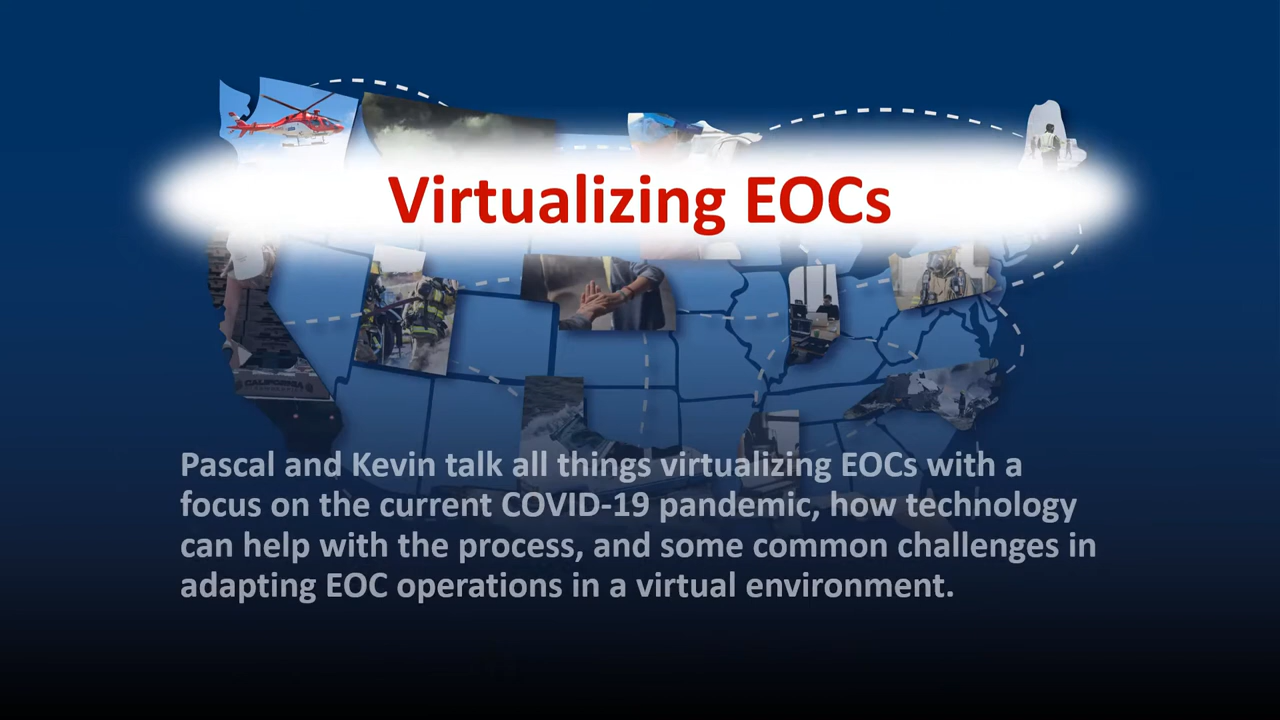 Virtualizing EOCs
CALIFORNIA
Pascal and Kevin talk all things virtualizing EOCs with a
focus on the current COVID-19 pandemic, how technology
can help with the process, and some common challenges in
adapting EOC operations in a virtual environment.